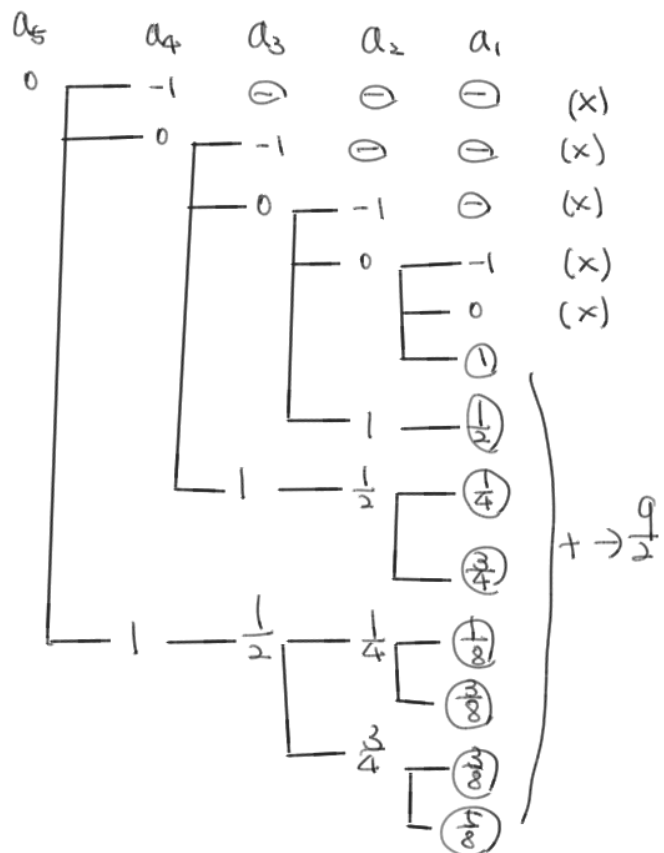 a₅ a₄ a₃ a₂ a₁
0 -1 ⊖ ⊖ ⊖ (x)
0 -1 ⊖ ⊖ (x)
0 -1 ⊖ (x)
0 -1 (x)
0 (x)
①
1 1/2
1 1/2 1/4
+ → 9/2
3/4
1 1/2 1/4 1/8
3/8
3/4 3/8
5/8